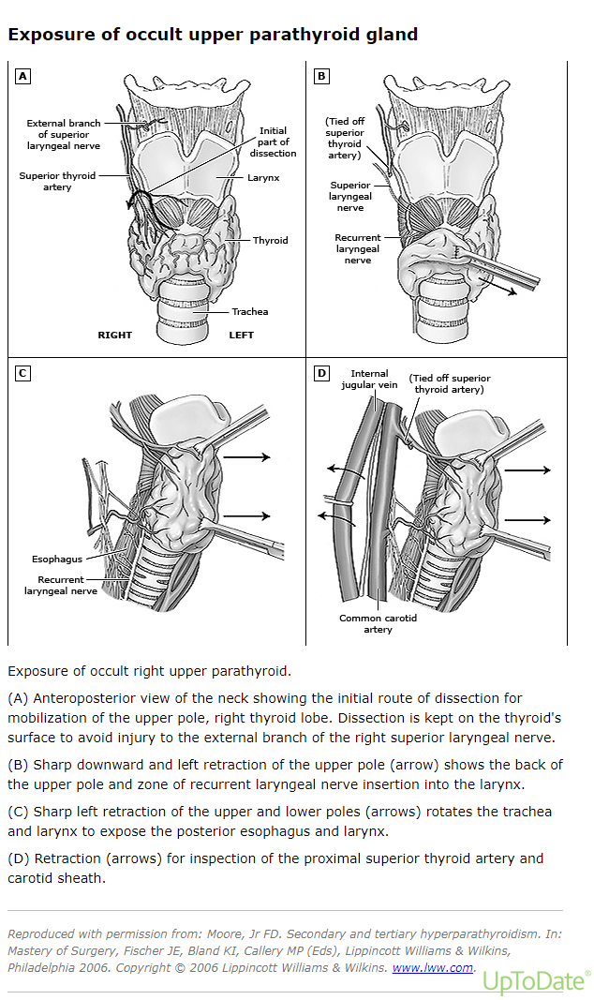 Exposure of occult upper parathyroid gland
A
External branch
of superior
laryngeal nerve
Superior thyroid
artery
Initial
part of
dissection
Larynx
Thyroid
Trachea
RIGHT
LEFT
B
(Tied off
superior
thyroid
artery)
Superior
laryngeal
nerve
Recurrent
laryngeal
nerve
C
Esophagus
Recurrent
laryngeal nerve
D
Internal
jugular vein
(Tied off superior
thyroid artery)
Common carotid
artery
Exposure of occult right upper parathyroid.
(A) Anteroposterior view of the neck showing the initial route of dissection for
mobilization of the upper pole, right thyroid lobe. Dissection is kept on the thyroid's
surface to avoid injury to the external branch of the right superior laryngeal nerve.
(B) Sharp downward and left retraction of the upper pole (arrow) shows the back of
the upper pole and zone of recurrent laryngeal nerve insertion into the larynx.
(C) Sharp left retraction of the upper and lower poles (arrows) rotates the trachea
and larynx to expose the posterior esophagus and larynx.
(D) Retraction (arrows) for inspection of the proximal superior thyroid artery and
carotid sheath.
Reproduced with permission from: Moore, Jr FD. Secondary and tertiary hyperparathyroidism. In:
Mastery of Surgery, Fischer JE, Bland KI, Callery MP (Eds), Lippincott Williams & Wilkins,
Philadelphia 2006. Copyright © 2006 Lippincott Williams & Wilkins. www.lww.com.
UpToDate®